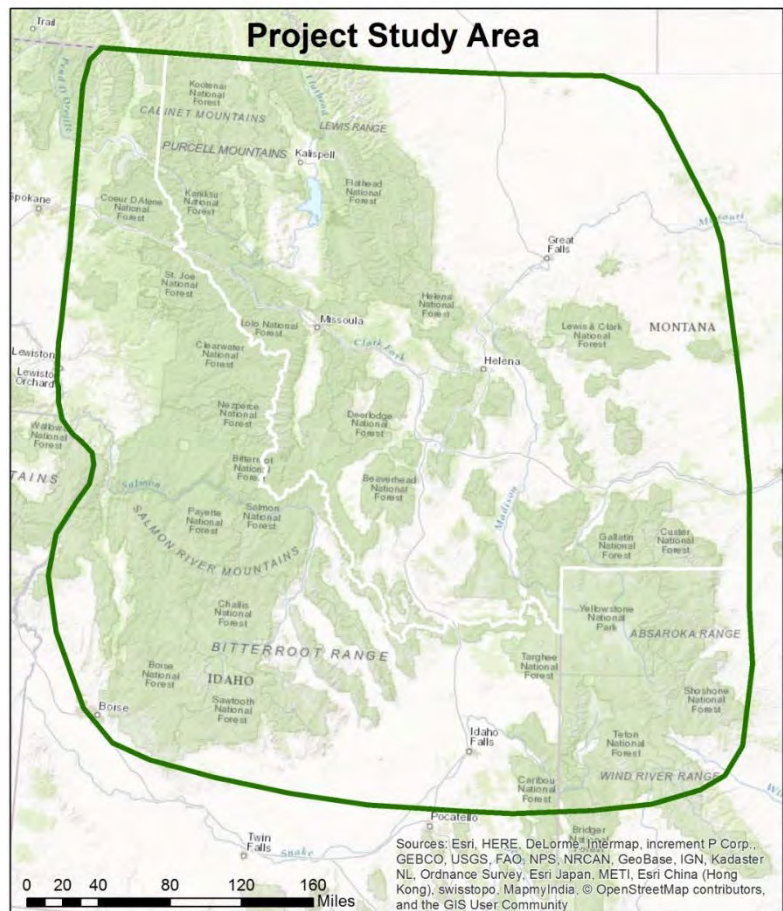 Project Study Area
Trail
Kootenai
National
Forest
Flathead
Pend O'Oreille
CABINET MOUNTAINS
LEWIS RANGE
PURCELL MOUNTAINS
Kalispell
Flathead
National
Forest
Kaniksu
National
Forest
Coeur D'Alene
National
Forest
Spokane
Missouri
Great
Falls
St. Joe
National
Forest
Helena
National
Forest
Lolo National
Forest
Missoula
Lewis & Clark
National
Forest
MONTANA
Clearwater
National
Forest
Clark Fork
Helena
Lewiston
Lewiston
Orchard
Nezperce
National
Forest
Deerlodge
National
Forest
Wallowa
National
Forest
Bitterroot
National
Forest
TAINS
Beaverhead
National
Forest
Salmon
Madison
Payette
National
Forest
Salmon
National
Forest
SALMON RIVER MOUNTAINS
Gallatin
National
Forest
Custer
National
Forest
Challis
National
Forest
Yellowstone
National
Park
ABSAROKA RANGE
BITTERROOT RANGE
Targhee
National
Forest
Boise
National
Forest
IDAHO
Sawtooth
National
Forest
Shoshone
National
Forest
Boise
Teton
National
Forest
Idaho
Falls
WIND RIVER RANGE
Caribou
National
Forest
Pocatello
Bridger
National
Forest
Twin
Falls
Snake
Sources: Esri, HERE, DeLorme, Intermap, increment P Corp.,
GEBCO, USGS, FAO, NPS, NRCAN, GeoBase, IGN, Kadaster
NL, Ordnance Survey, Esri Japan, METI, Esri China (Hong
Kong), swisstopo, MapmyIndia, © OpenStreetMap contributors,
and the GIS User Community
0 20 40 80 120 160
Miles